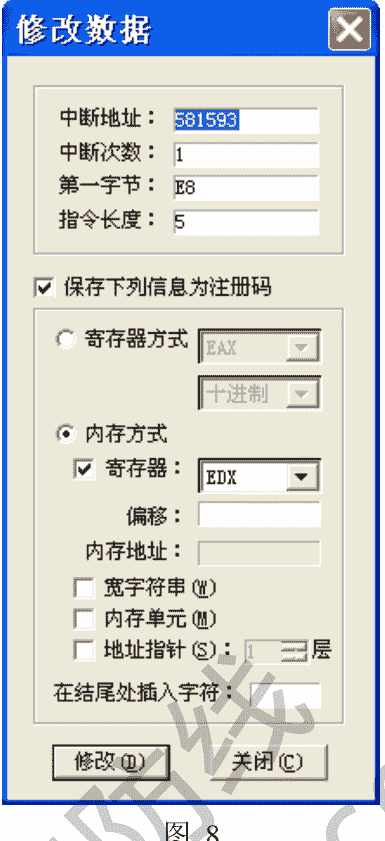 修改数据
中断地址： 581593
中断次数： 1
第一字节： E8
指令长度： 5
保存下列信息为注册码
寄存器方式 EAX
十进制
内存方式
寄存器： EDX
偏移：
内存地址：
宽字符串(W)
内存单元(M)
地址指针(S)： 1 层
在结尾处插入字符：
修改(D) 关闭(C)
图 8
防线